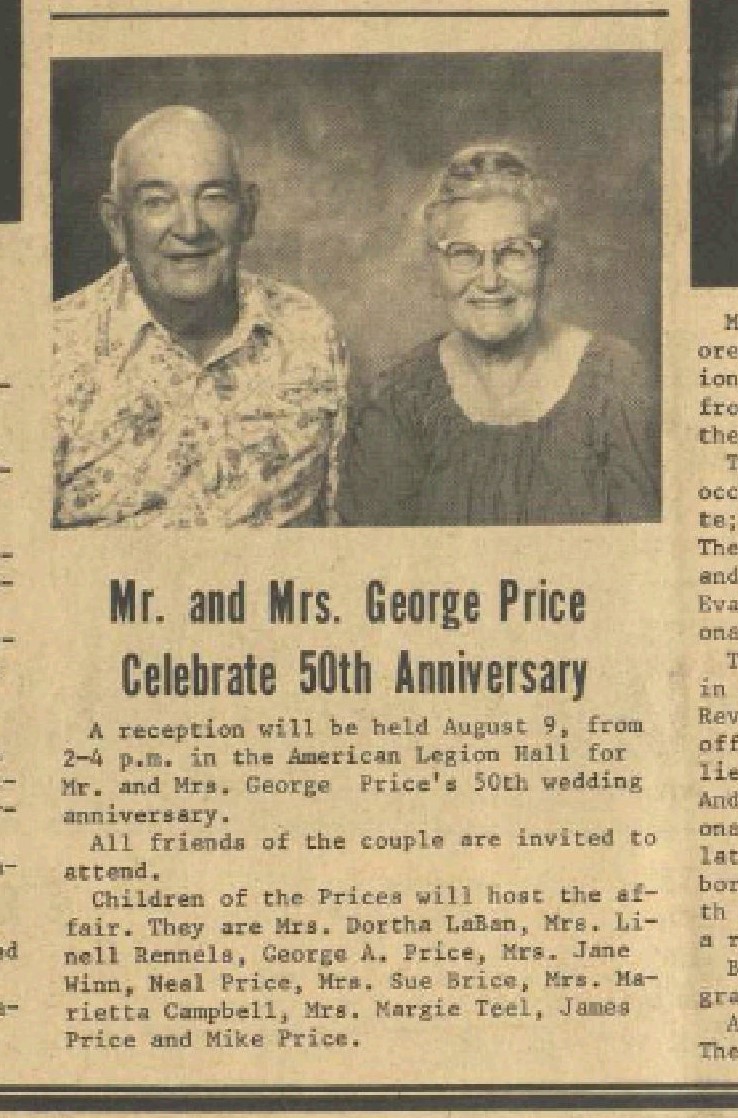 Mr. and Mrs. George Price
Celebrate 50th Anniversary
A reception will be held August 9, from
2-4 p.m. in the American Legion Hall for
Mr. and Mrs. George Price's 50th wedding
anniversary.
All friends of the couple are invited to
attend.
Children of the Prices will host the af-
fair. They are Mrs. Dortha LaBan, Mrs. Li-
nell Rennels, George A. Price, Mrs. Jane
Winn, Neal Price, Mrs. Sue Brice, Mrs. Ma-
rietta Campbell, Mrs. Margie Teel, James
Price and Mike Price.